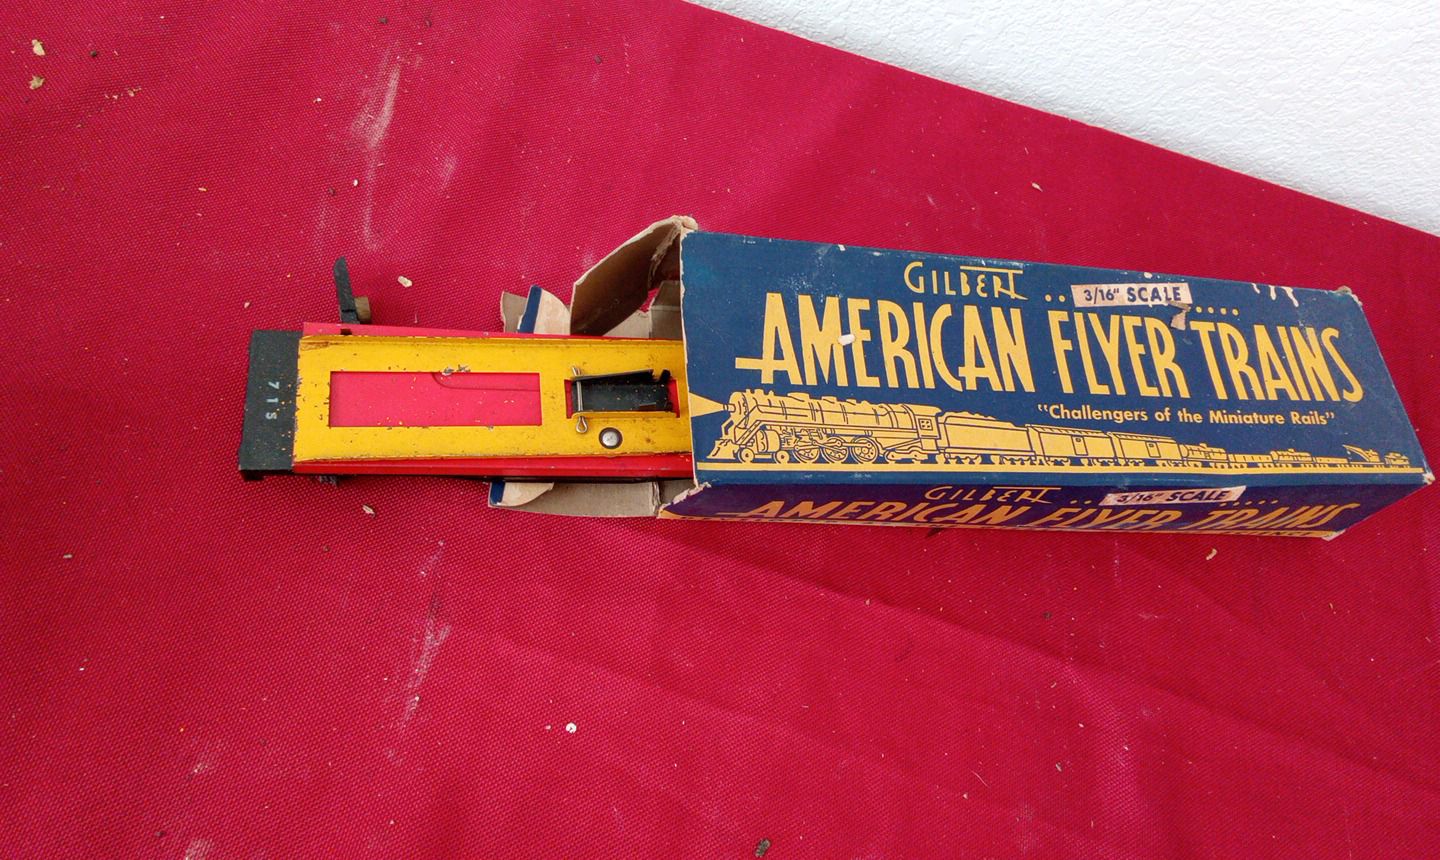 GILBERT
3/16" SCALE
AMERICAN FLYER TRAINS
"Challengers of the Miniature Rails"
GILBERT
3/16" SCALE
AMERICAN FLYER TRAINS
715